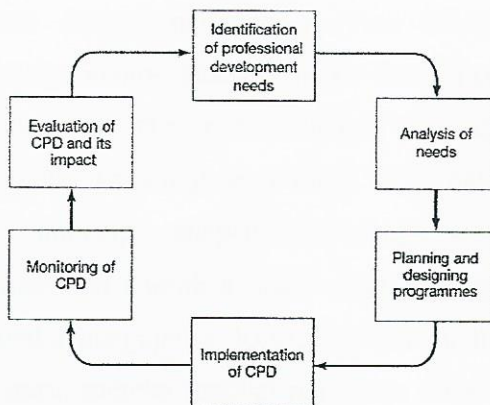 Identification
of professional
development
needs
Analysis of
needs
Planning and
designing
programmes
Implementation
of CPD
Monitoring of
CPD
Evaluation of
CPD and its
impact